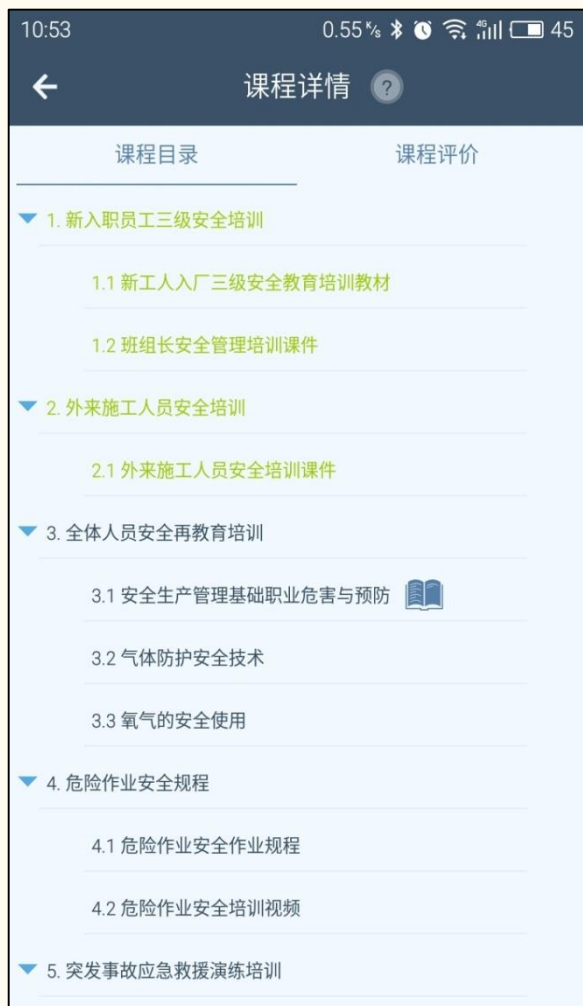 10:53 0.55 K/s 4G 45
课程详情 ?
课程目录 课程评价
1. 新入职员工三级安全培训
1.1 新工人入厂三级安全教育培训教材
1.2 班组长安全管理培训课件
2. 外来施工人员安全培训
2.1 外来施工人员安全培训课件
3. 全体人员安全再教育培训
3.1 安全生产管理基础职业危害与预防
3.2 气体防护安全技术
3.3 氧气的安全使用
4. 危险作业安全规程
4.1 危险作业安全作业规程
4.2 危险作业安全培训视频
5. 突发事故应急救援演练培训